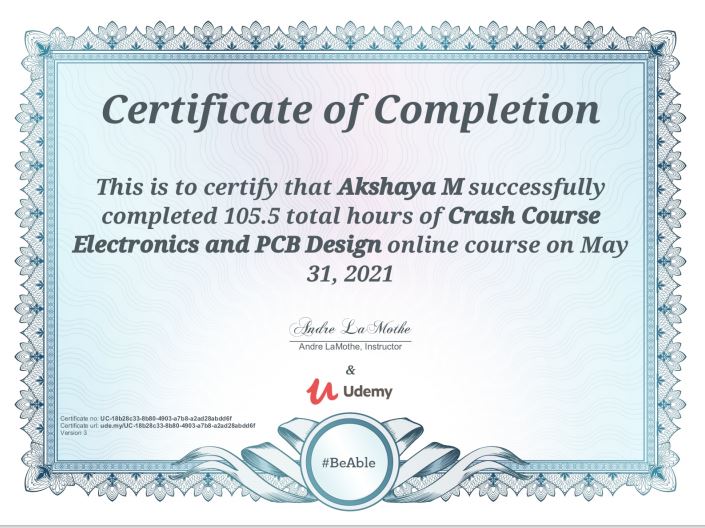 Certificate of Completion
This is to certify that Akshaya M successfully
completed 105.5 total hours of Crash Course
Electronics and PCB Design online course on May
31, 2021
Andre LaMothe
Andre LaMothe, Instructor
&
Udemy
Certificate no: UC-18b28c33-8b80-4903-a7b8-a2ad28abdd6f
Certificate url: ude.my/UC-18b28c33-8b80-4903-a7b8-a2ad28abdd6f
Version 3
#BeAble